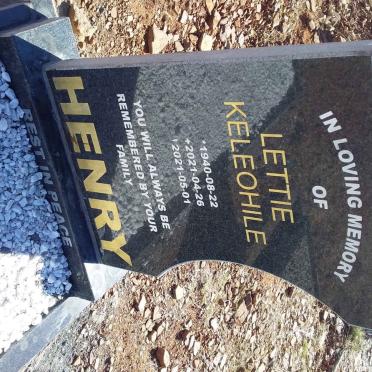 IN LOVING MEMORY
OF
LETTIE
KELEOHILE
*1940-08-22
+2021-04-26
†2021-05-01
YOU WILL ALWAYS BE
REMEMBERED BY YOUR
FAMILY
HENRY
REST IN PEACE